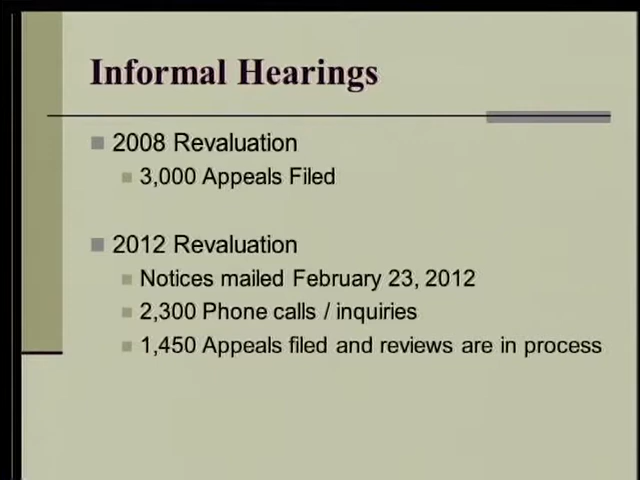 Informal Hearings
2008 Revaluation
3,000 Appeals Filed
2012 Revaluation
Notices mailed February 23, 2012
2,300 Phone calls / inquiries
1,450 Appeals filed and reviews are in process